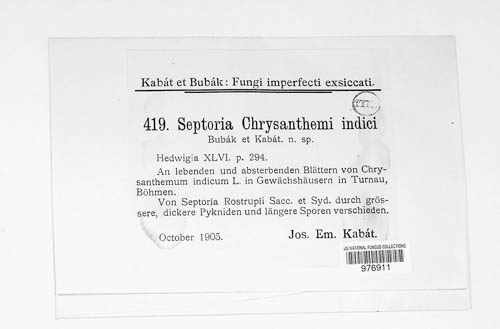 Kabát et Bubák: Fungi imperfecti exsiccati.
419. Septoria Chrysanthemi indici
Bubák et Kabát. n. sp.
Hedwigia XLVI. p. 294.
An lebenden und absterbenden Blättern von Chry-
santhemum indicum L. in Gewächshäusern in Turnau,
Böhmen.
Von Septoria Rostrupii Sacc. et Syd. durch grös-
sere, dickere Pykniden und längere Sporen verschieden.
October 1905.
Jos. Em. Kabát.
US NATIONAL FUNGUS COLLECTIONS
976911